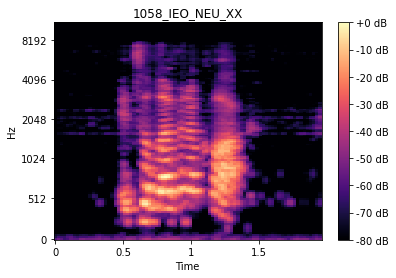 1058_IEO_NEU_XX
+0 dB
8192
-10 dB
4096
-20 dB
-30 dB
2048
Hz
-40 dB
1024
-50 dB
512
-60 dB
-70 dB
0
-80 dB
0 0.5 1 1.5
Time